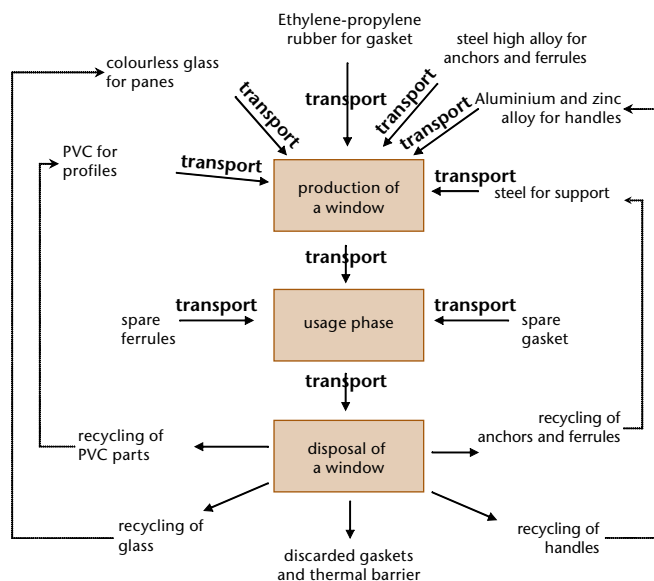 Ethylene-propylene
rubber for gasket
steel high alloy for
anchors and ferrules
colourless glass
for panes
transport
transport
transport
transport
Aluminium and zinc
alloy for handles
PVC for
profiles
transport
production of
a window
transport
steel for support
transport
transport
spare
ferrules
usage phase
transport
spare
gasket
transport
recycling of
PVC parts
disposal of
a window
recycling of
anchors and ferrules
recycling of
glass
discarded gaskets
and thermal barrier
recycling of
handles